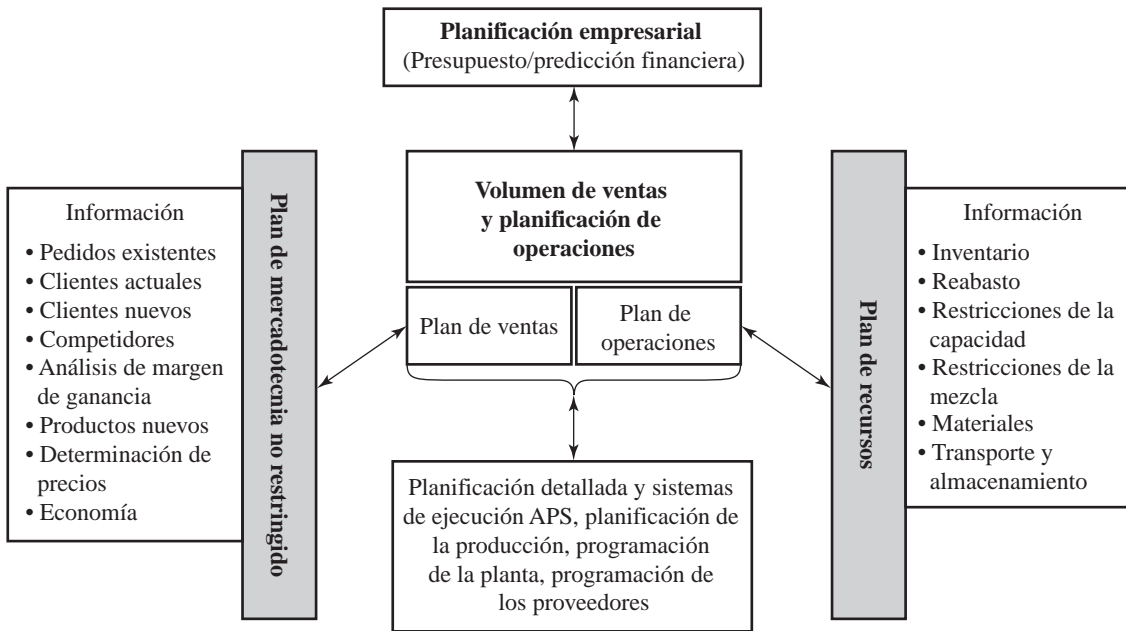 Planificación empresarial
(Presupuesto/predicción financiera)
Información
• Pedidos existentes
• Clientes actuales
• Clientes nuevos
• Competidores
• Análisis de margen
de ganancia
• Productos nuevos
• Determinación de
precios
• Economía
Plan de mercadotecnia no restringido
Volumen de ventas
y planificación de
operaciones
Plan de ventas
Plan de
operaciones
Planificación detallada y sistemas
de ejecución APS, planificación de
la producción, programación
de la planta, programación de
los proveedores
Plan de recursos
Información
• Inventario
• Reabasto
• Restricciones de la
capacidad
• Restricciones de la
mezcla
• Materiales
• Transporte y
almacenamiento